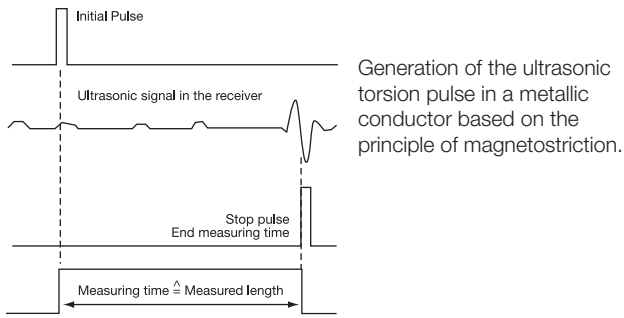 Initial Pulse
Ultrasonic signal in the receiver
Stop pulse
End measuring time
Measuring time ≙ Measured length
Generation of the ultrasonic
torsion pulse in a metallic
conductor based on the
principle of magnetostriction.